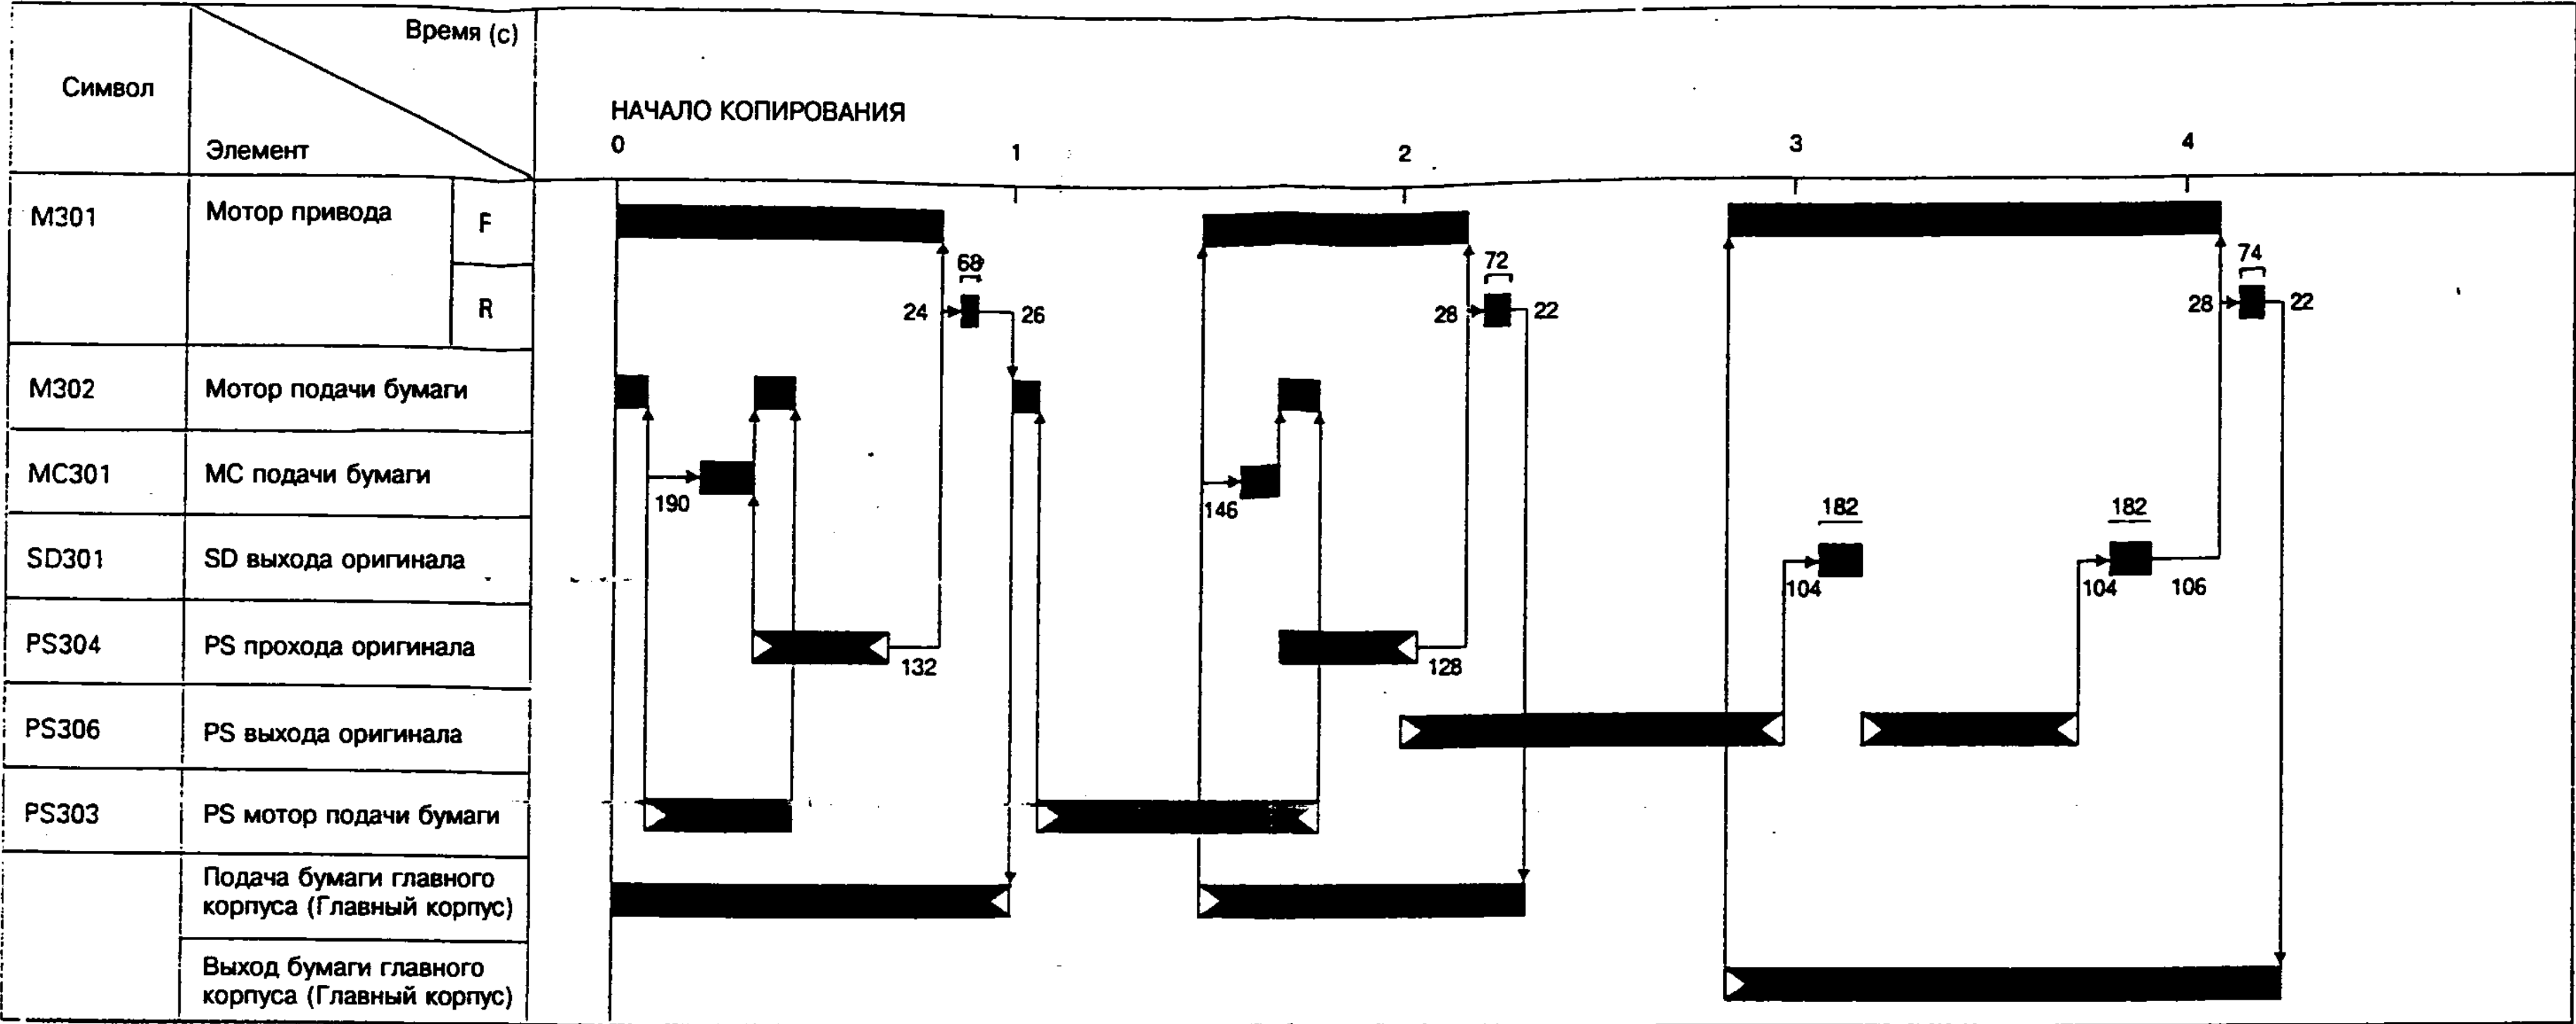 Время (с)
Символ
Элемент
НАЧАЛО КОПИРОВАНИЯ
0 1 2 3 4
M301 Мотор привода F
68 72 74
R 24 26 28 22 28 22
M302 Мотор подачи бумаги
MC301 МС подачи бумаги
190 146
182 182
SD301 SD выхода оригинала
104 104 106
PS304 PS прохода оригинала
132 128
PS306 PS выхода оригинала
PS303 PS мотор подачи бумаги
Подача бумаги главного
корпуса (Главный корпус)
Выход бумаги главного
корпуса (Главный корпус)